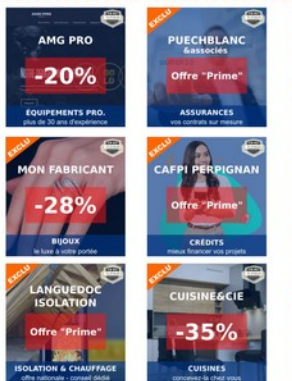 AMG PRO
-20%
ÉQUIPEMENTS PRO.
plus de 30 ans d'expérience
EXCLU
PUECHBLANC
&associés
Offre "Prime"
ASSURANCES
vos contrats sur mesure
EXCLU
MON FABRICANT
-28%
BIJOUX
le luxe à votre portée
EXCLU
CAFPI PERPIGNAN
Offre "Prime"
CRÉDITS
mieux financer vos projets
EXCLU
LANGUEDOC
ISOLATION
Offre "Prime"
ISOLATION & CHAUFFAGE
offre nationale - conseil dédié
EXCLU
CUISINE&CIE
-35%
CUISINES
concevez-la chez vous